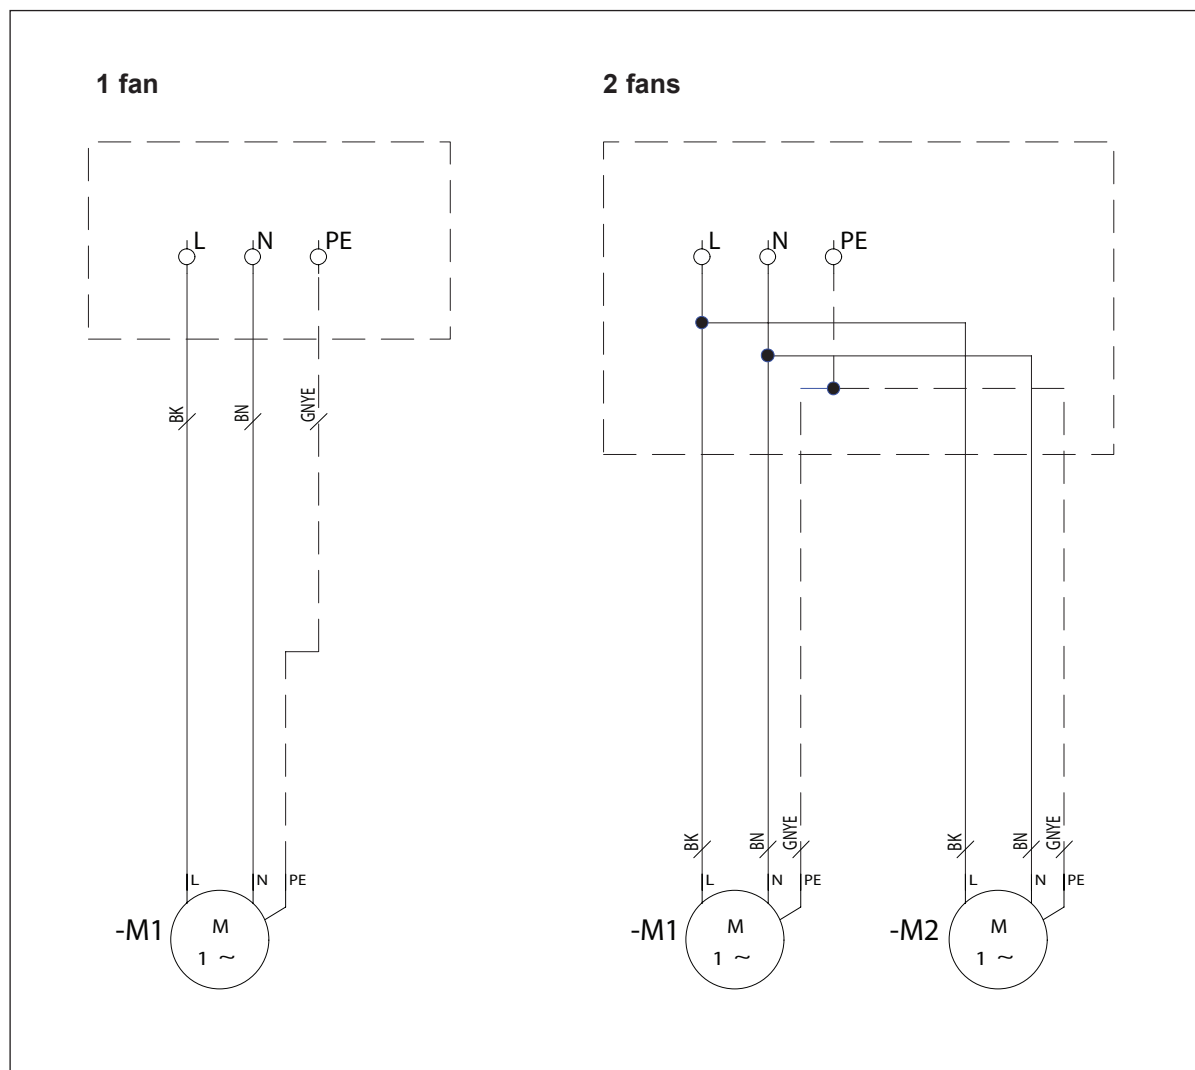 1 fan
2 fans
L N PE
L N PE
BK BN GNYE
BK BN GNYE
BK BN GNYE
L N PE
L N PE
L N PE
-M1
M
1 ~
-M1
M
1 ~
-M2
M
1 ~